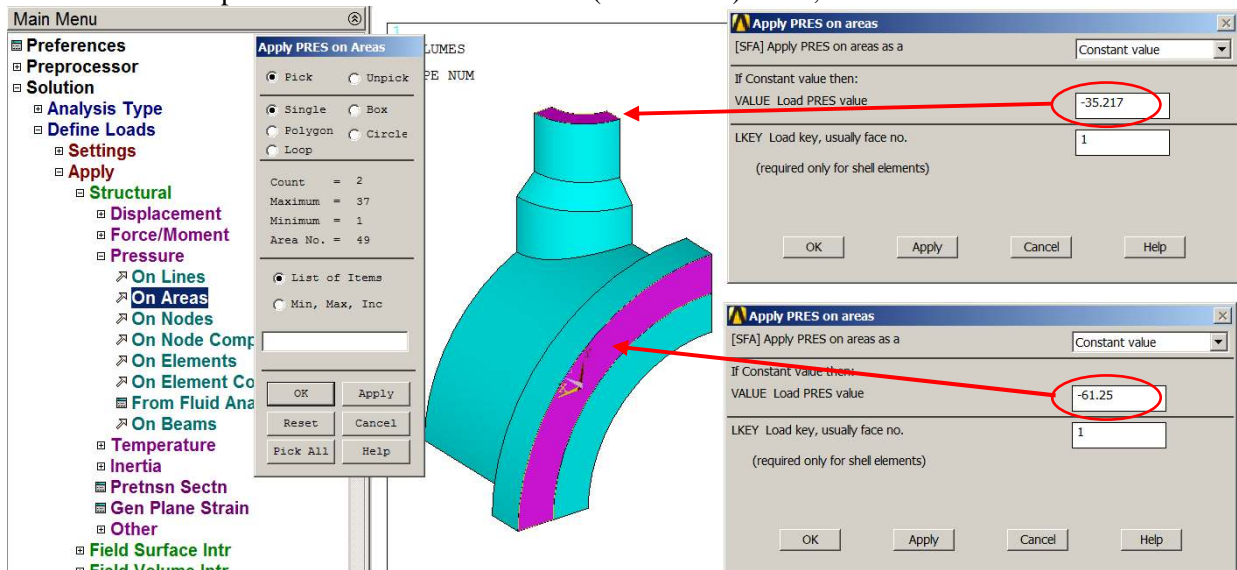 Main Menu
Preferences
Preprocessor
Solution
Analysis Type
Define Loads
Settings
Apply
Structural
Displacement
Force/Moment
Pressure
On Lines
On Areas
On Nodes
On Node Comp
On Elements
On Element Co
From Fluid Ana
On Beams
Temperature
Inertia
Pretnsn Sectn
Gen Plane Strain
Other
Field Surface Intr
Field Volume Intr
Apply PRES on Areas
Pick Unpick
Single Box
Polygon Circle
Loop
Count = 2
Maximum = 37
Minimum = 1
Area No. = 49
List of Items
Min, Max, Inc
OK Apply
Reset Cancel
Pick All Help
1
LUMES
PE NUM
Apply PRES on areas
[SFA] Apply PRES on areas as a Constant value
If Constant value then:
VALUE Load PRES value -35.217
LKEY Load key, usually face no. 1
(required only for shell elements)
OK Apply Cancel Help
Apply PRES on areas
[SFA] Apply PRES on areas as a Constant value
If Constant value then:
VALUE Load PRES value -61.25
LKEY Load key, usually face no. 1
(required only for shell elements)
OK Apply Cancel Help